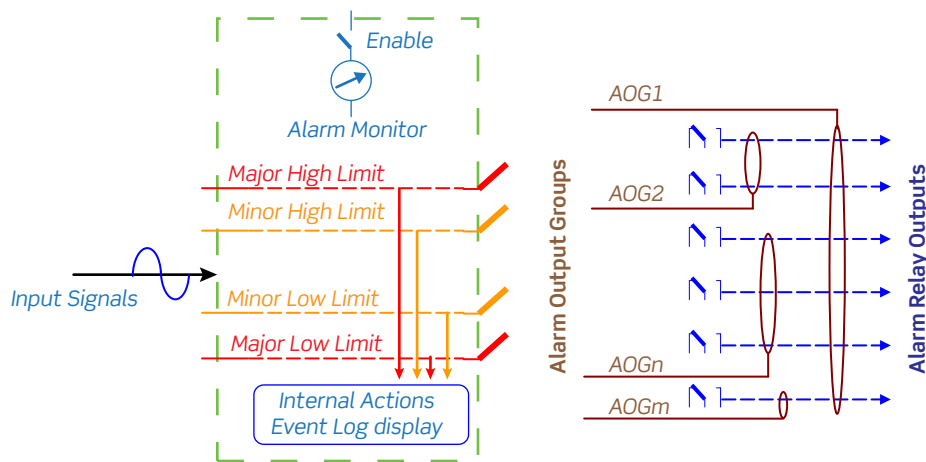 Enable
Alarm Monitor
Major High Limit
Minor High Limit
Input Signals
Minor Low Limit
Major Low Limit
Internal Actions
Event Log display
Alarm Output Groups
AOG1
AOG2
AOGn
AOGm
Alarm Relay Outputs